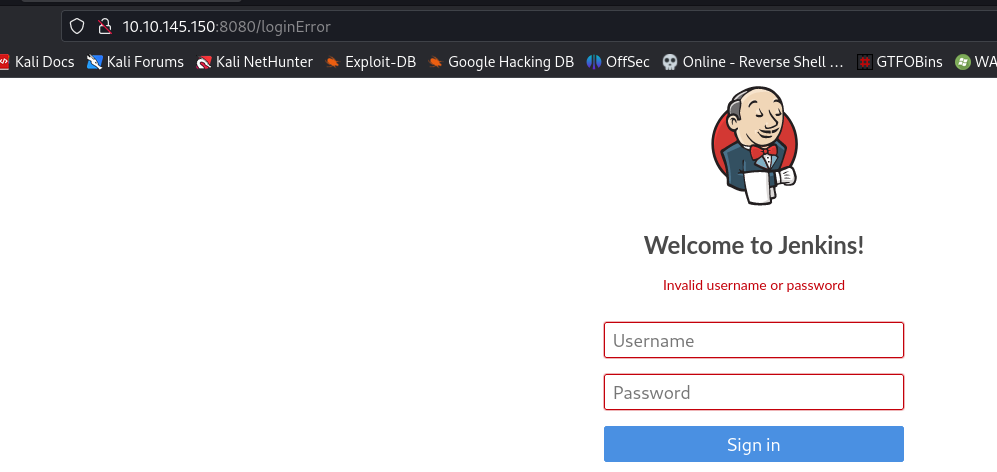 10.10.145.150:8080/loginError
Kali Docs Kali Forums Kali NetHunter Exploit-DB Google Hacking DB OffSec Online - Reverse Shell ... GTFOBins WA
Welcome to Jenkins!
Invalid username or password
Username
Password
Sign in